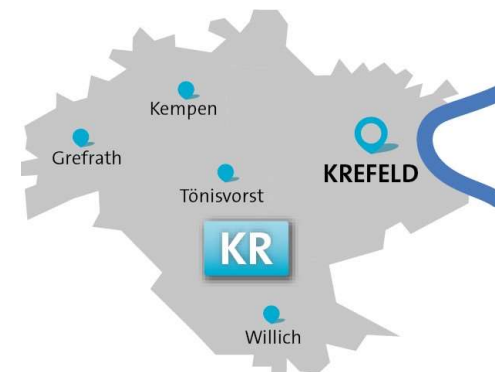 Kempen
Grefrath
KREFELD
Tönisvorst
KR
Willich